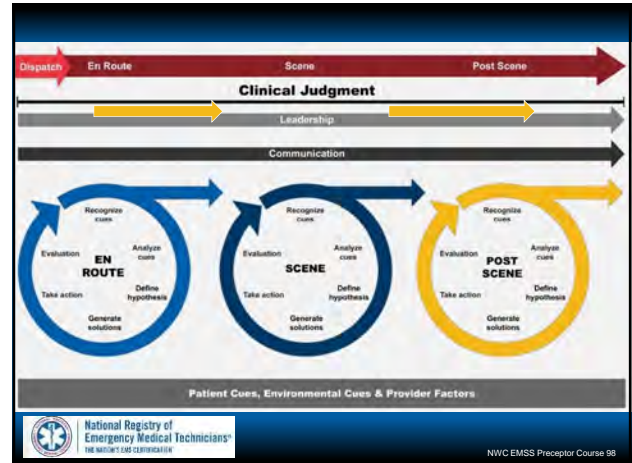 Dispatch En Route Scene Post Scene
Clinical Judgment
Leadership
Communication
Recognize
cues
Analyze
cues
Define
hypothesis
Generate
solutions
Take action
Evaluation
EN
ROUTE
Recognize
cues
Analyze
cues
Define
hypothesis
Generate
solutions
Take action
Evaluation
SCENE
Recognize
cues
Analyze
cues
Define
hypothesis
Generate
solutions
Take action
Evaluation
POST
SCENE
Patient Cues, Environmental Cues & Provider Factors
National Registry of
Emergency Medical Technicians®
THE NATION'S EMS CERTIFICATION
NWC EMSS Preceptor Course 98